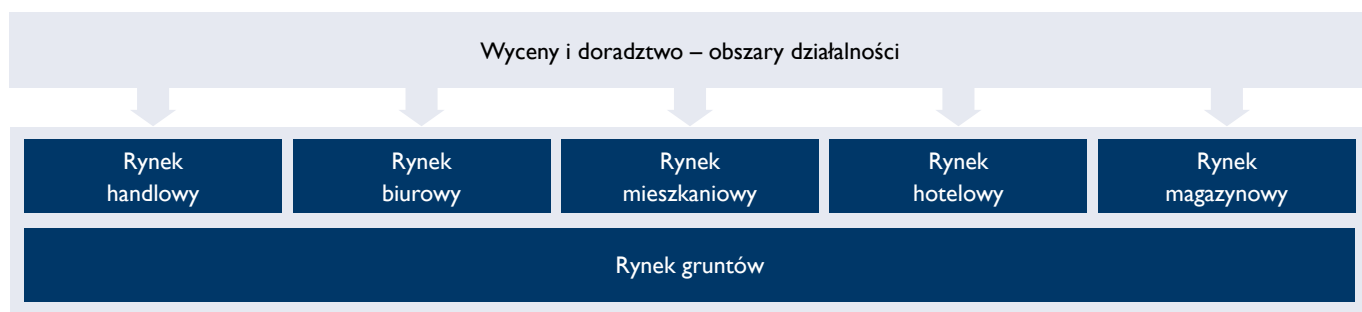 Wyceny i doradztwo – obszary działalności
Rynek
handlowy
Rynek
biurowy
Rynek
mieszkaniowy
Rynek
hotelowy
Rynek
magazynowy
Rynek gruntów